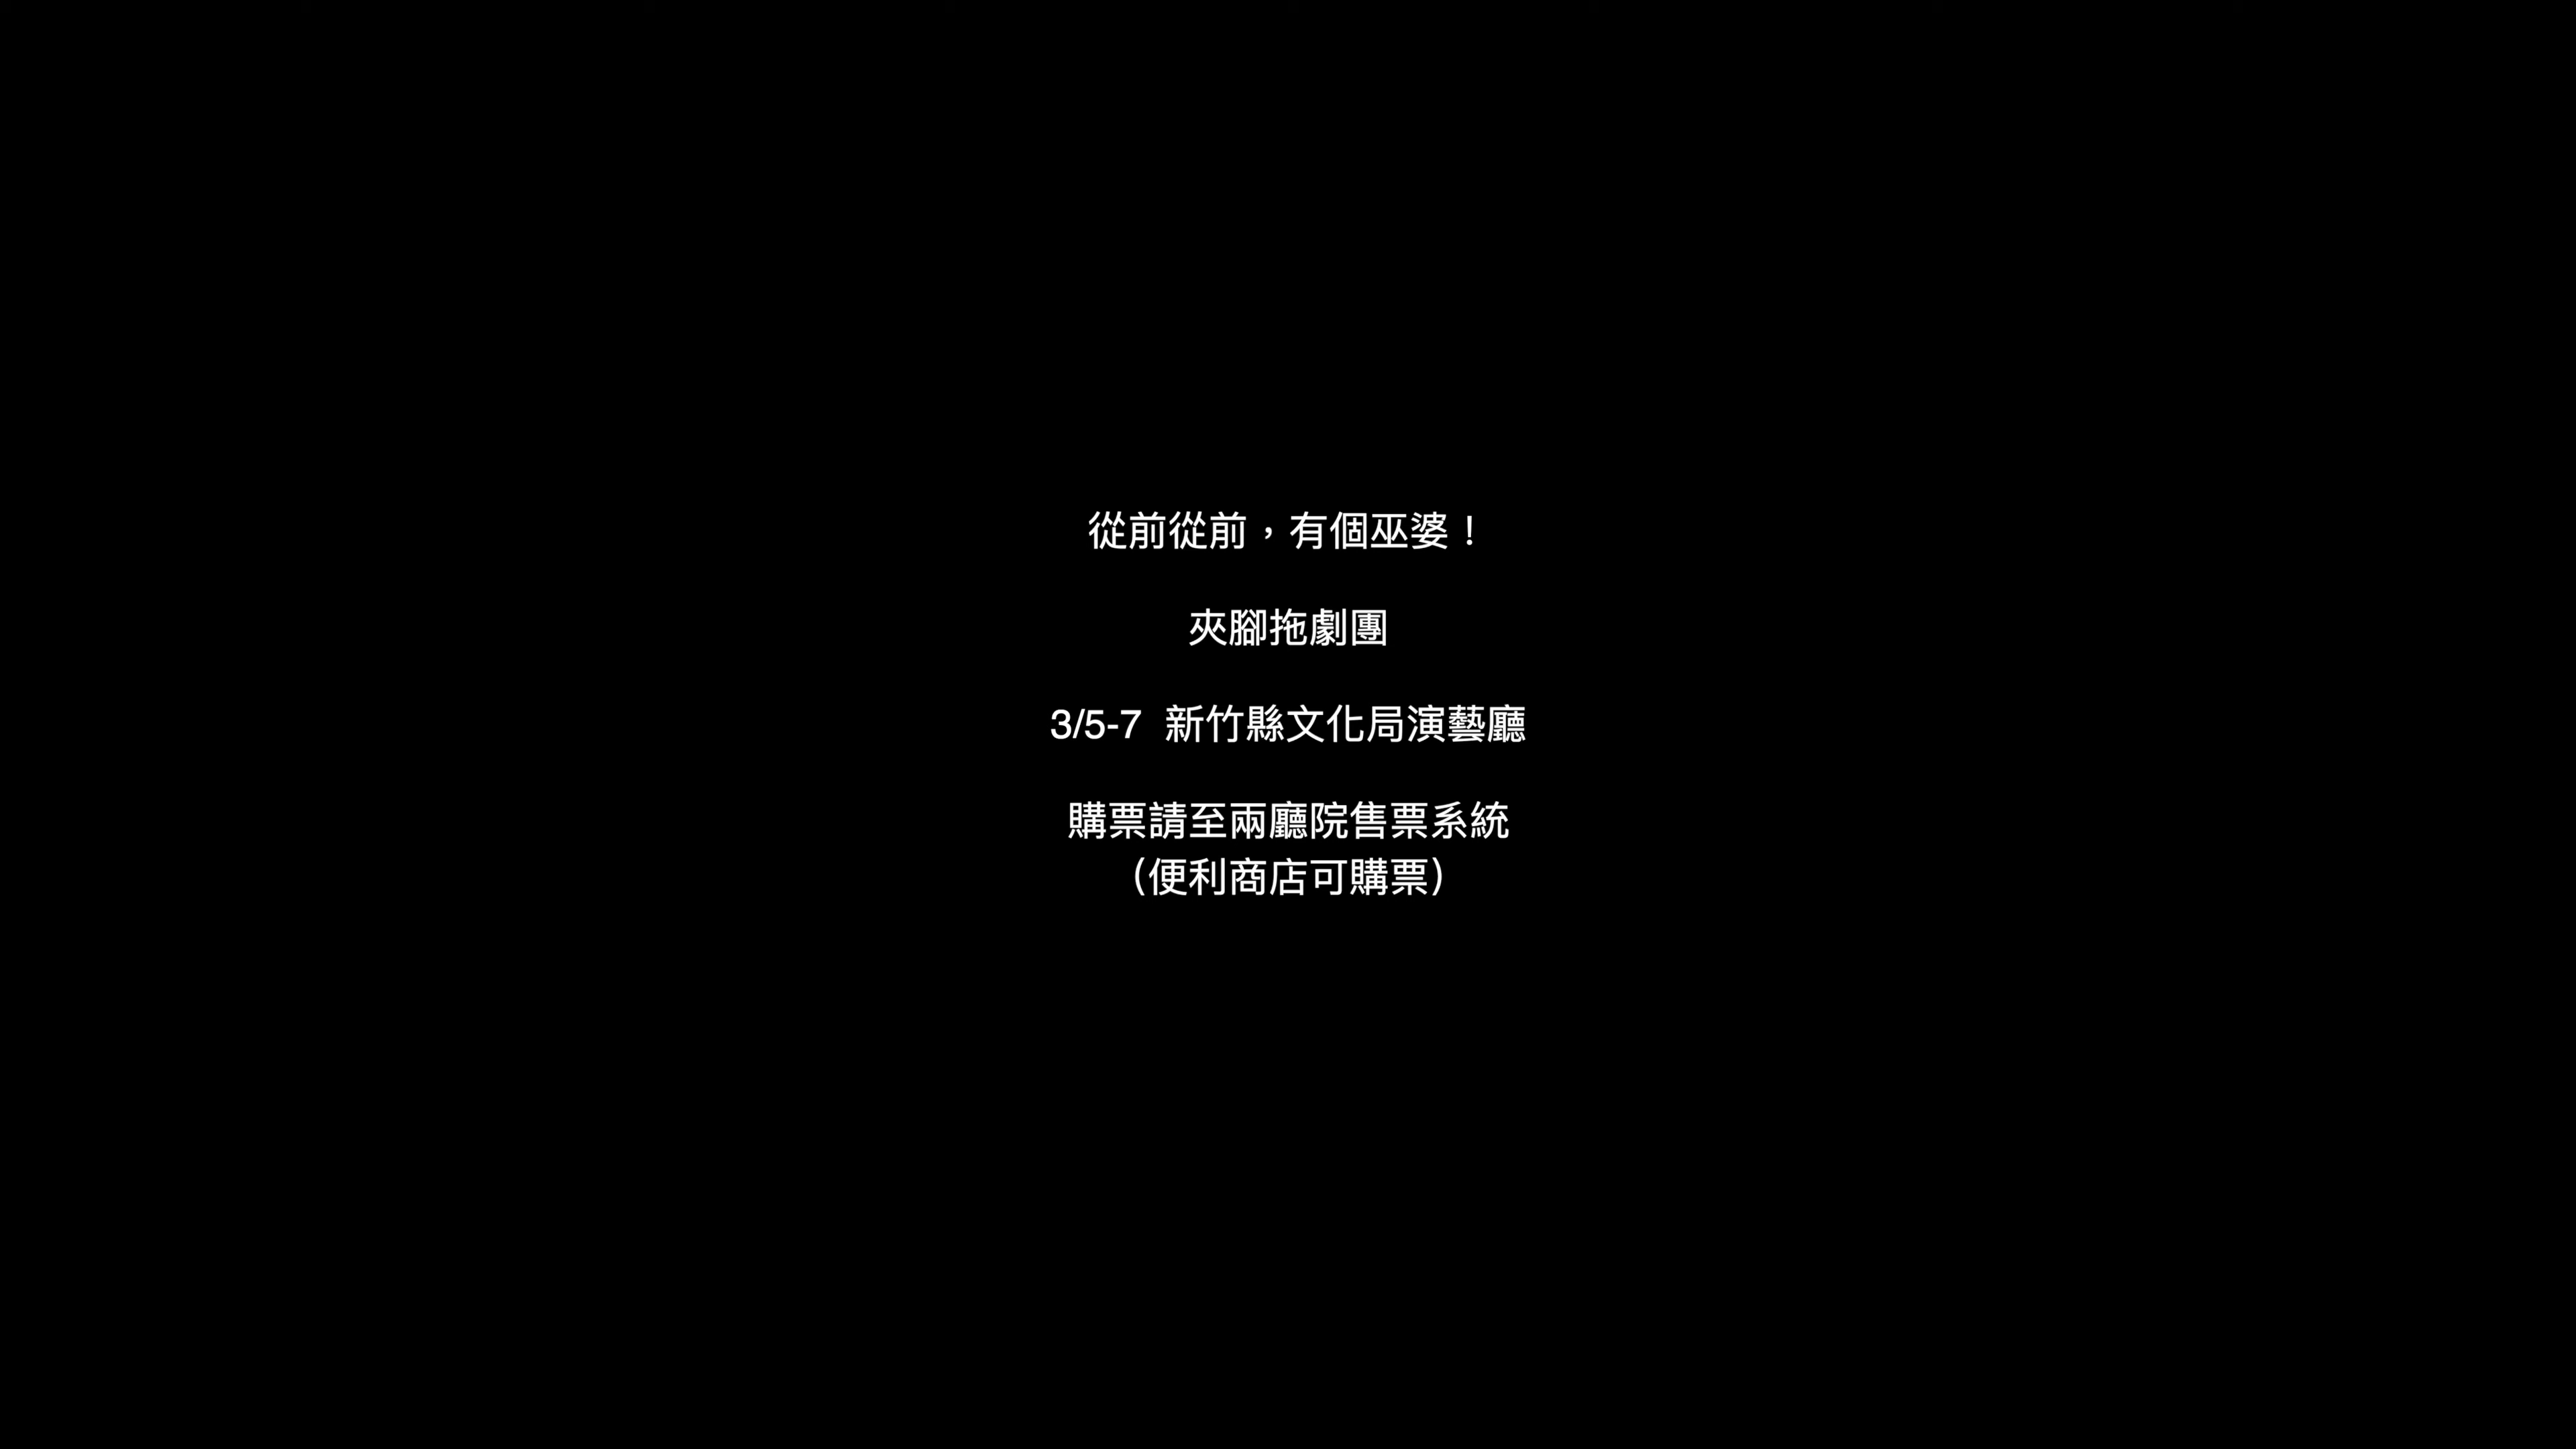 從前從前，有個巫婆！
夾腳拖劇團
3/5-7 新竹縣文化局演藝廳
購票請至兩廳院售票系統
（便利商店可購票）